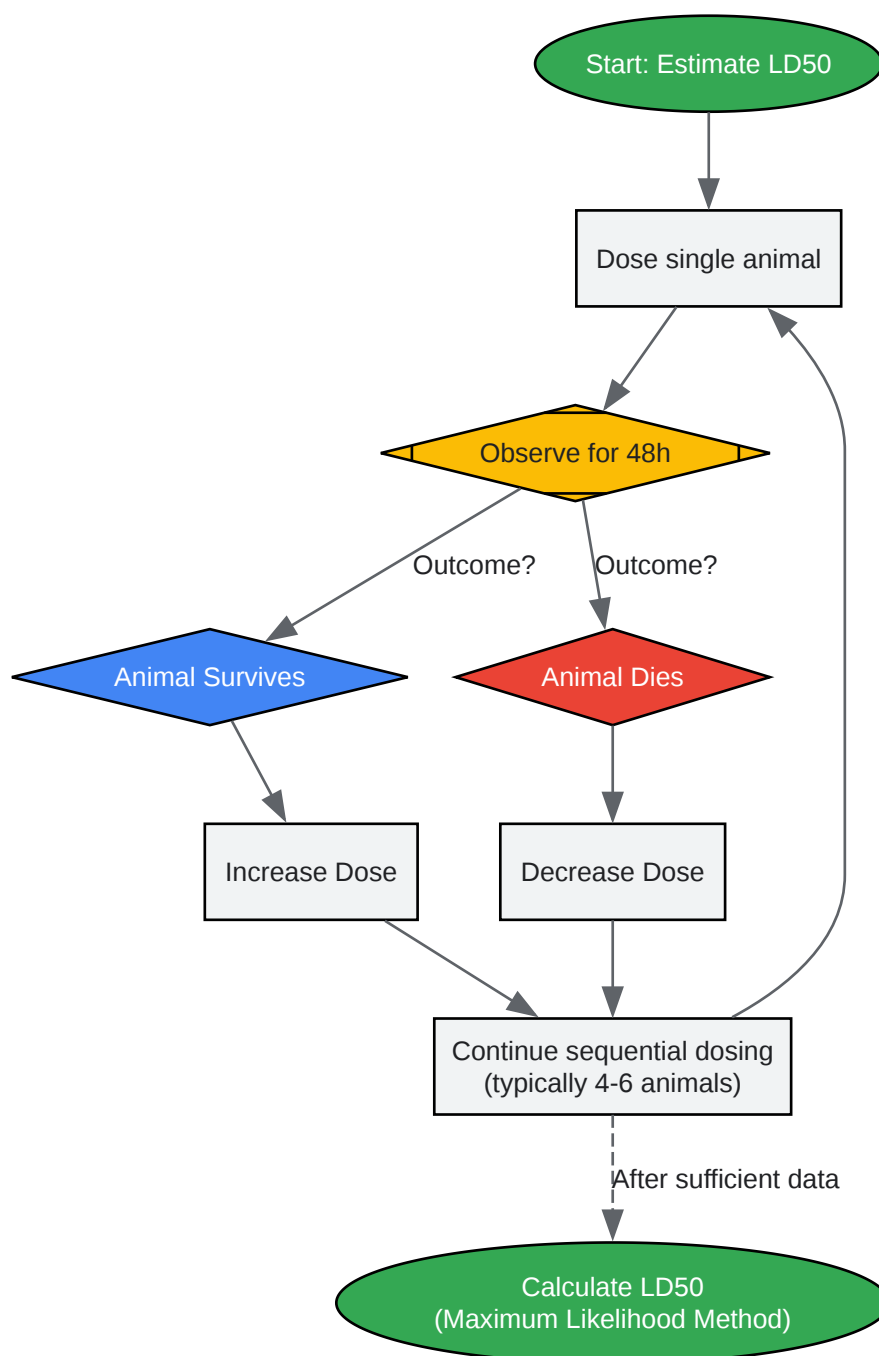 Start: Estimate LD50
Dose single animal
Observe for 48h
Outcome?
Outcome?
Animal Survives
Animal Dies
Increase Dose
Decrease Dose
Continue sequential dosing
(typically 4-6 animals)
After sufficient data
Calculate LD50
(Maximum Likelihood Method)